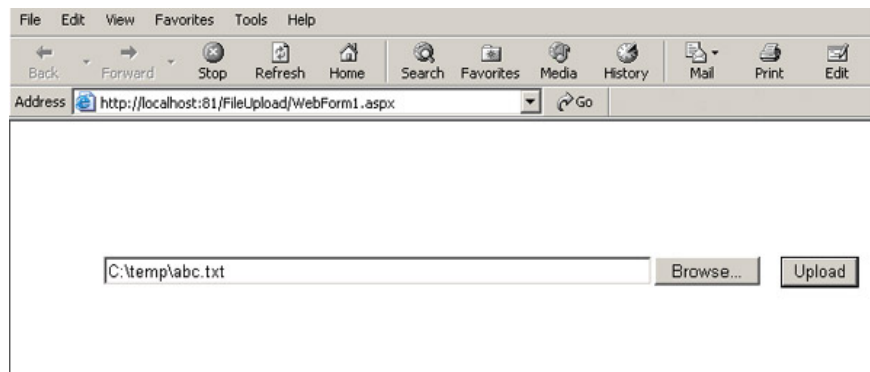 File Edit View Favorites Tools Help
Back Forward Stop Refresh Home Search Favorites Media History Mail Print Edit
Address http://localhost:81/FileUpload/WebForm1.aspx Go
C:\temp\abc.txt Browse... Upload